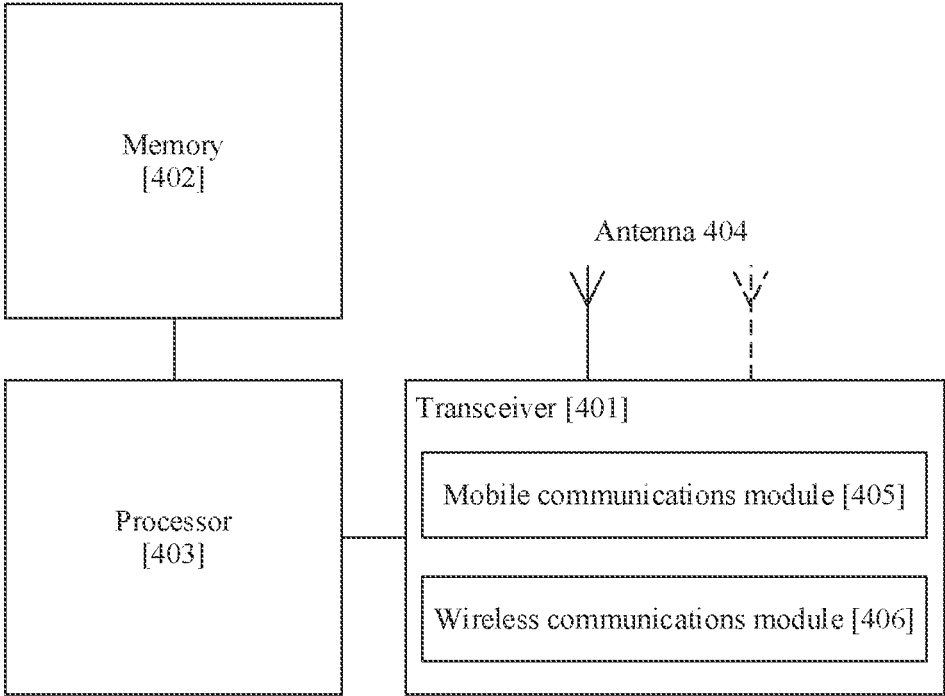 Memory
[402]
Antenna 404
Transceiver [401]
Mobile communications module [405]
Processor
[403]
Wireless communications module [406]